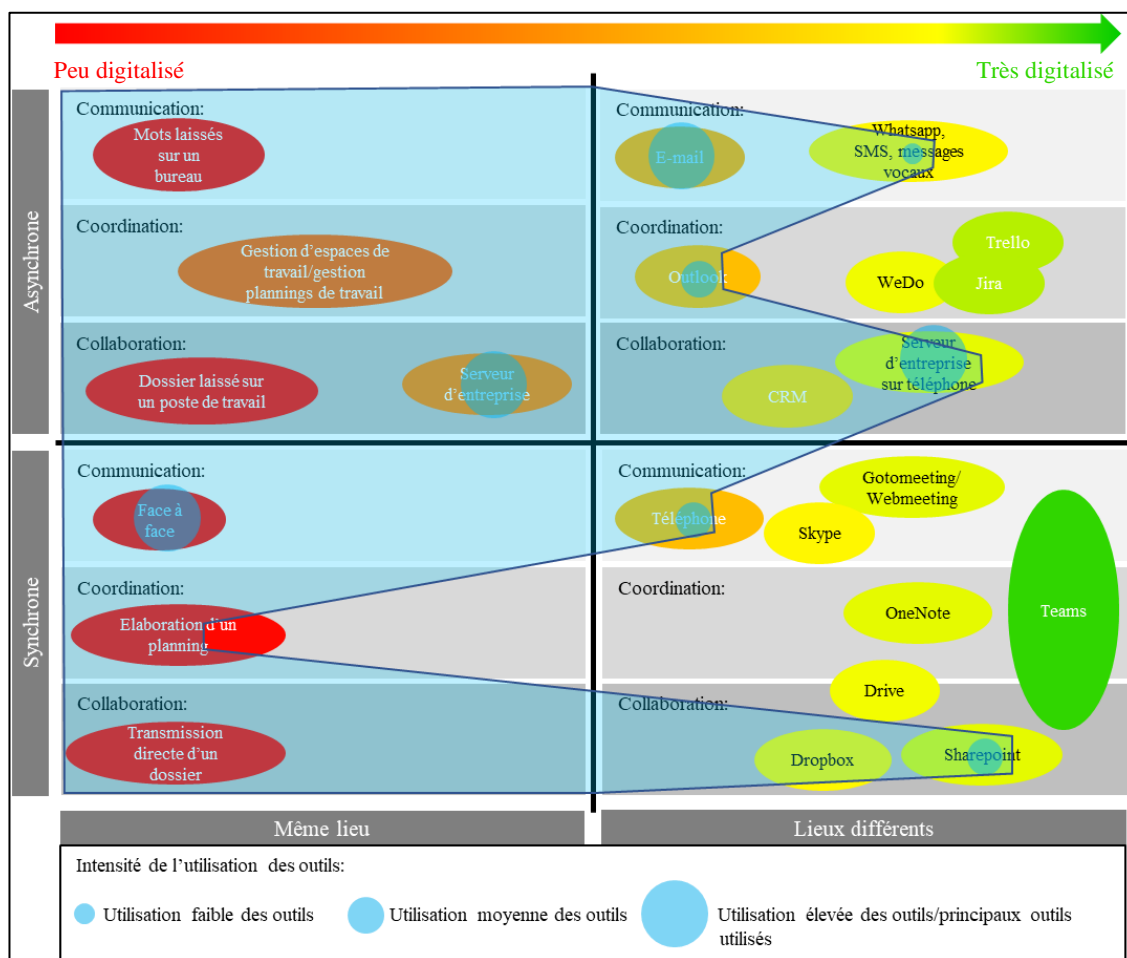 Peu digitalisé
Très digitalisé
Asynchrone
Communication:
Mots laissés
sur un
bureau
Communication:
E-mail
Whatsapp,
SMS, messages
vocaux
Coordination:
Gestion d'espaces de
travail/gestion
plannings de travail
Coordination:
Outlook
WeDo
Trello
Jira
Collaboration:
Dossier laissé sur
un poste de travail
Serveur
d'entreprise
Collaboration:
CRM
Serveur
d'entreprise
sur téléphone
Synchrone
Communication:
Face à
face
Communication:
Téléphone
Skype
Gotomeeting/
Webmeeting
Teams
Coordination:
Elaboration d'un
planning
Coordination:
OneNote
Drive
Collaboration:
Transmission
directe d'un
dossier
Collaboration:
Dropbox
Sharepoint
Même lieu
Lieux différents
Intensité de l'utilisation des outils:
Utilisation faible des outils
Utilisation moyenne des outils
Utilisation élevée des outils/principaux outils
utilisés